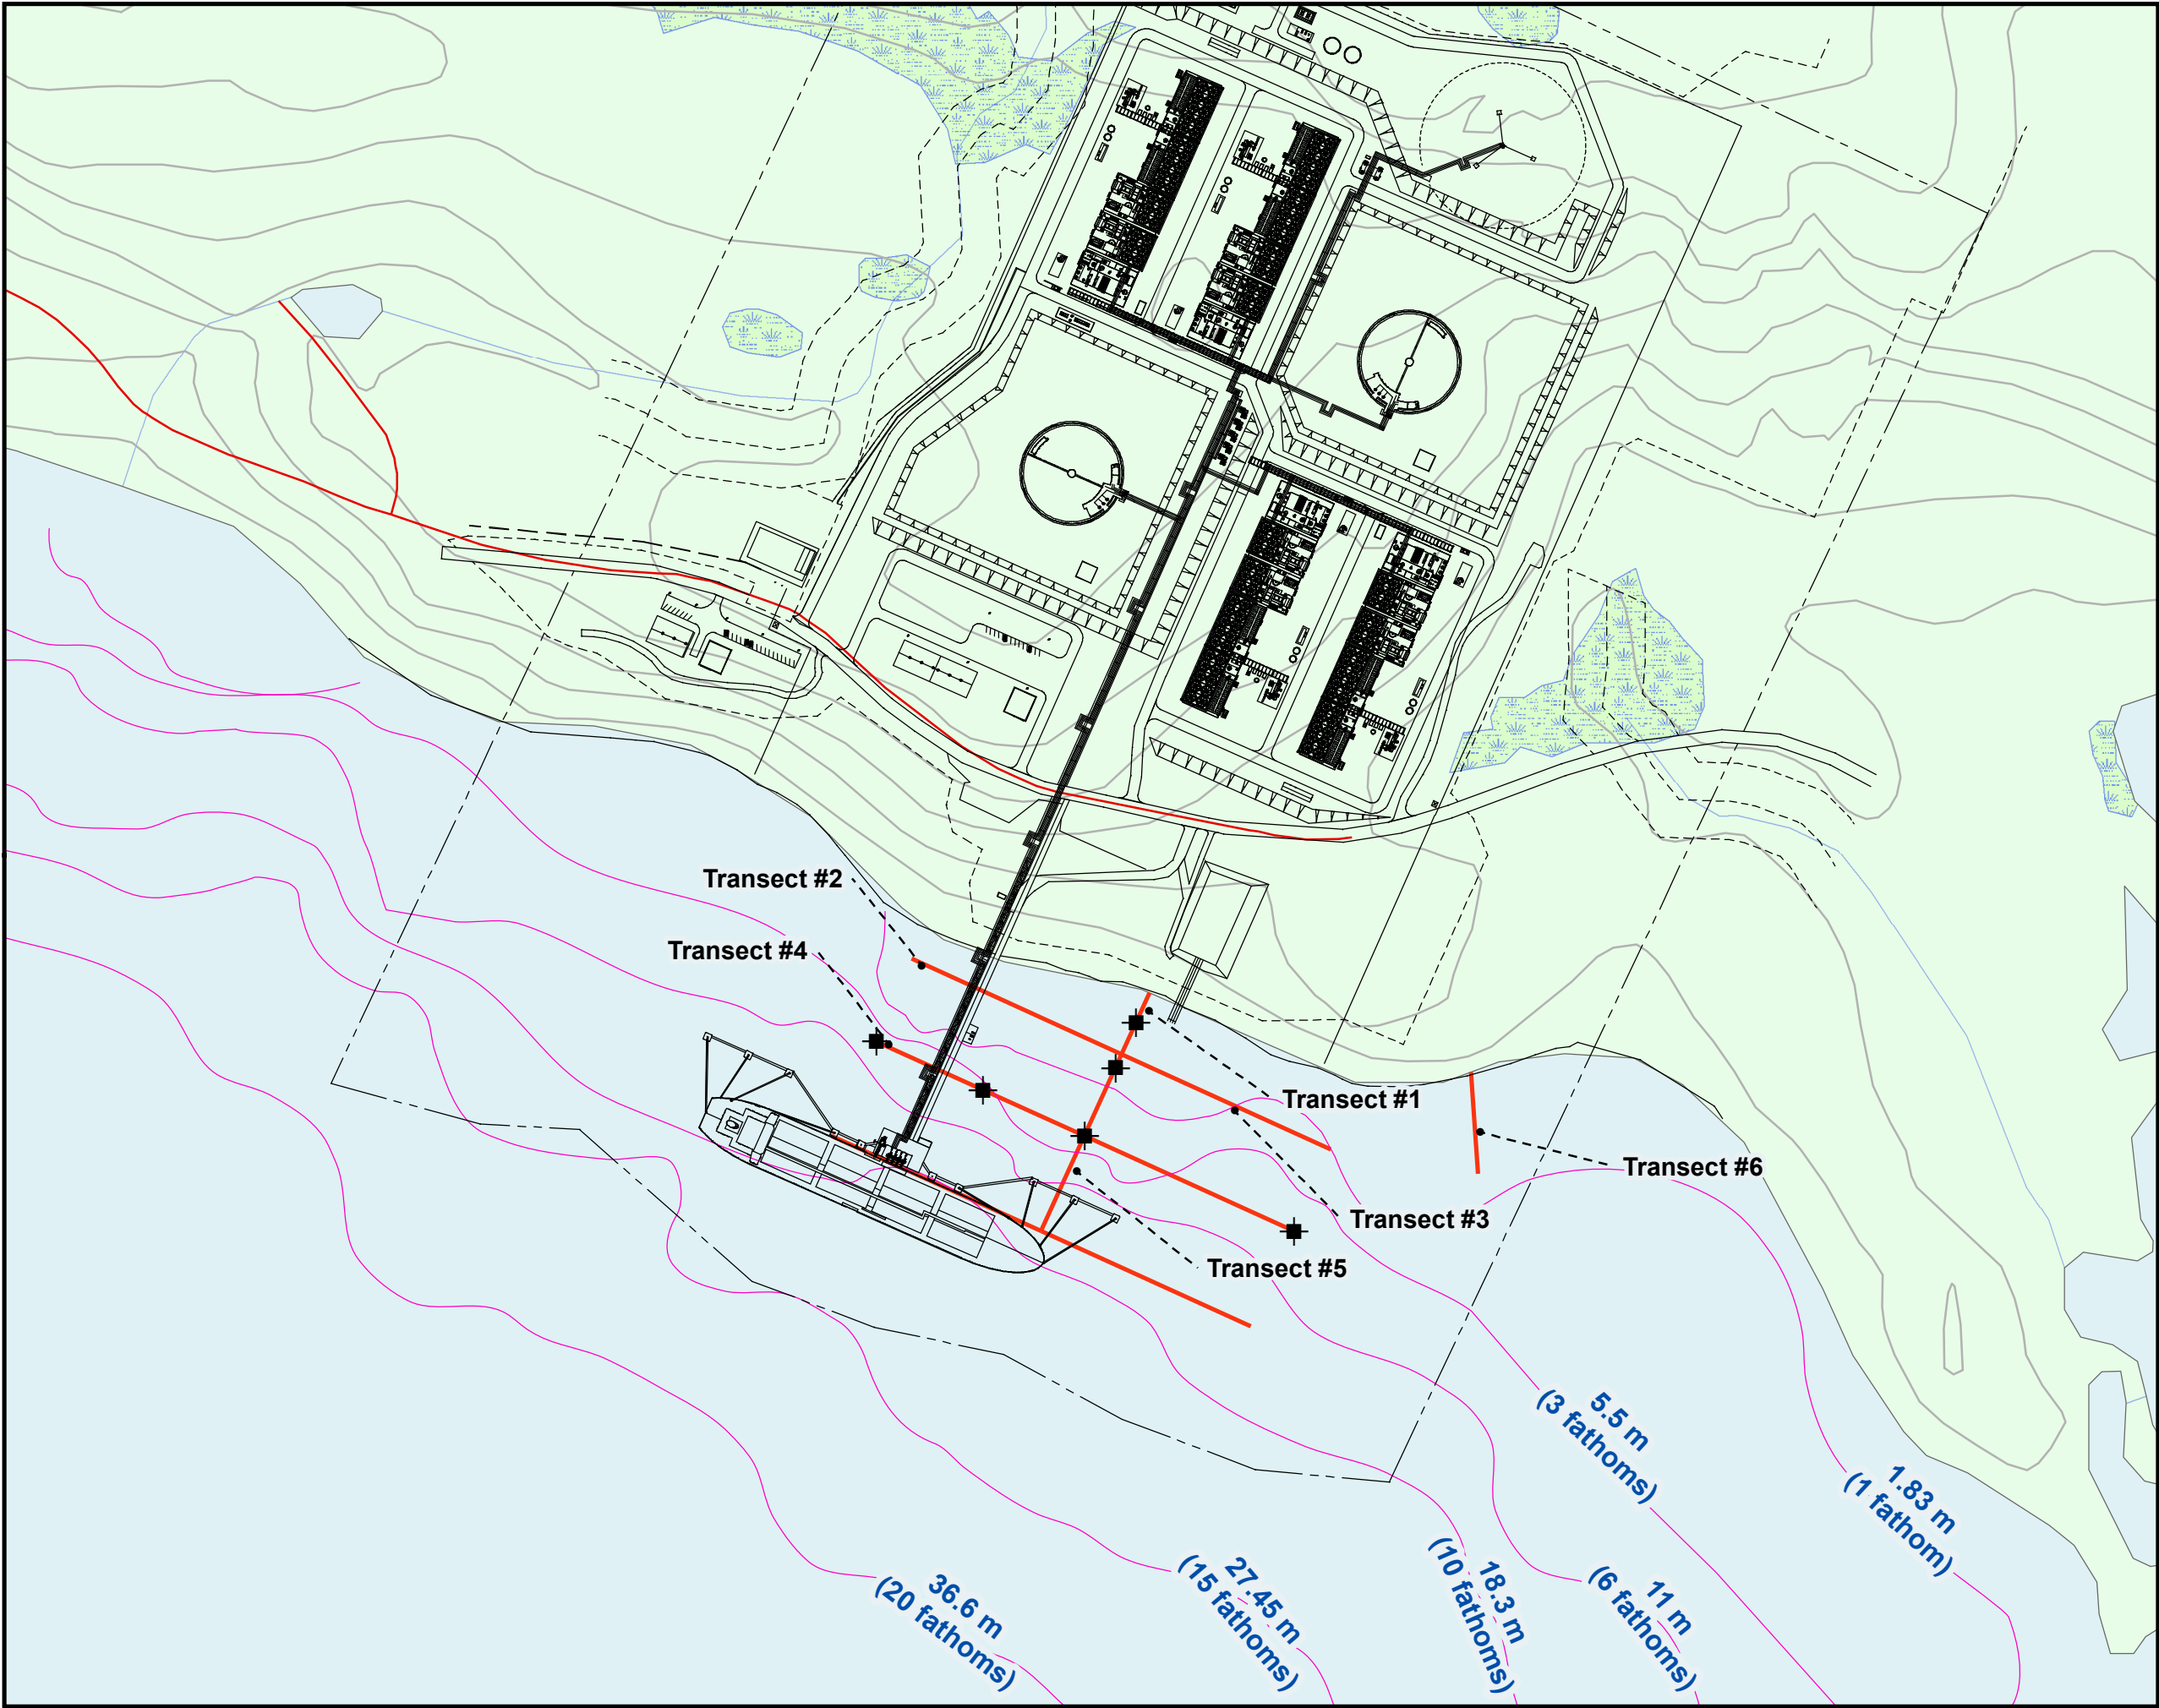 Transect #2
Transect #4
Transect #1
Transect #6
Transect #3
Transect #5
5.5 m
(3 fathoms)
1.83 m
(1 fathom)
11 m
(6 fathoms)
18.3 m
(10 fathoms)
27.45 m
(15 fathoms)
36.6 m
(20 fathoms)